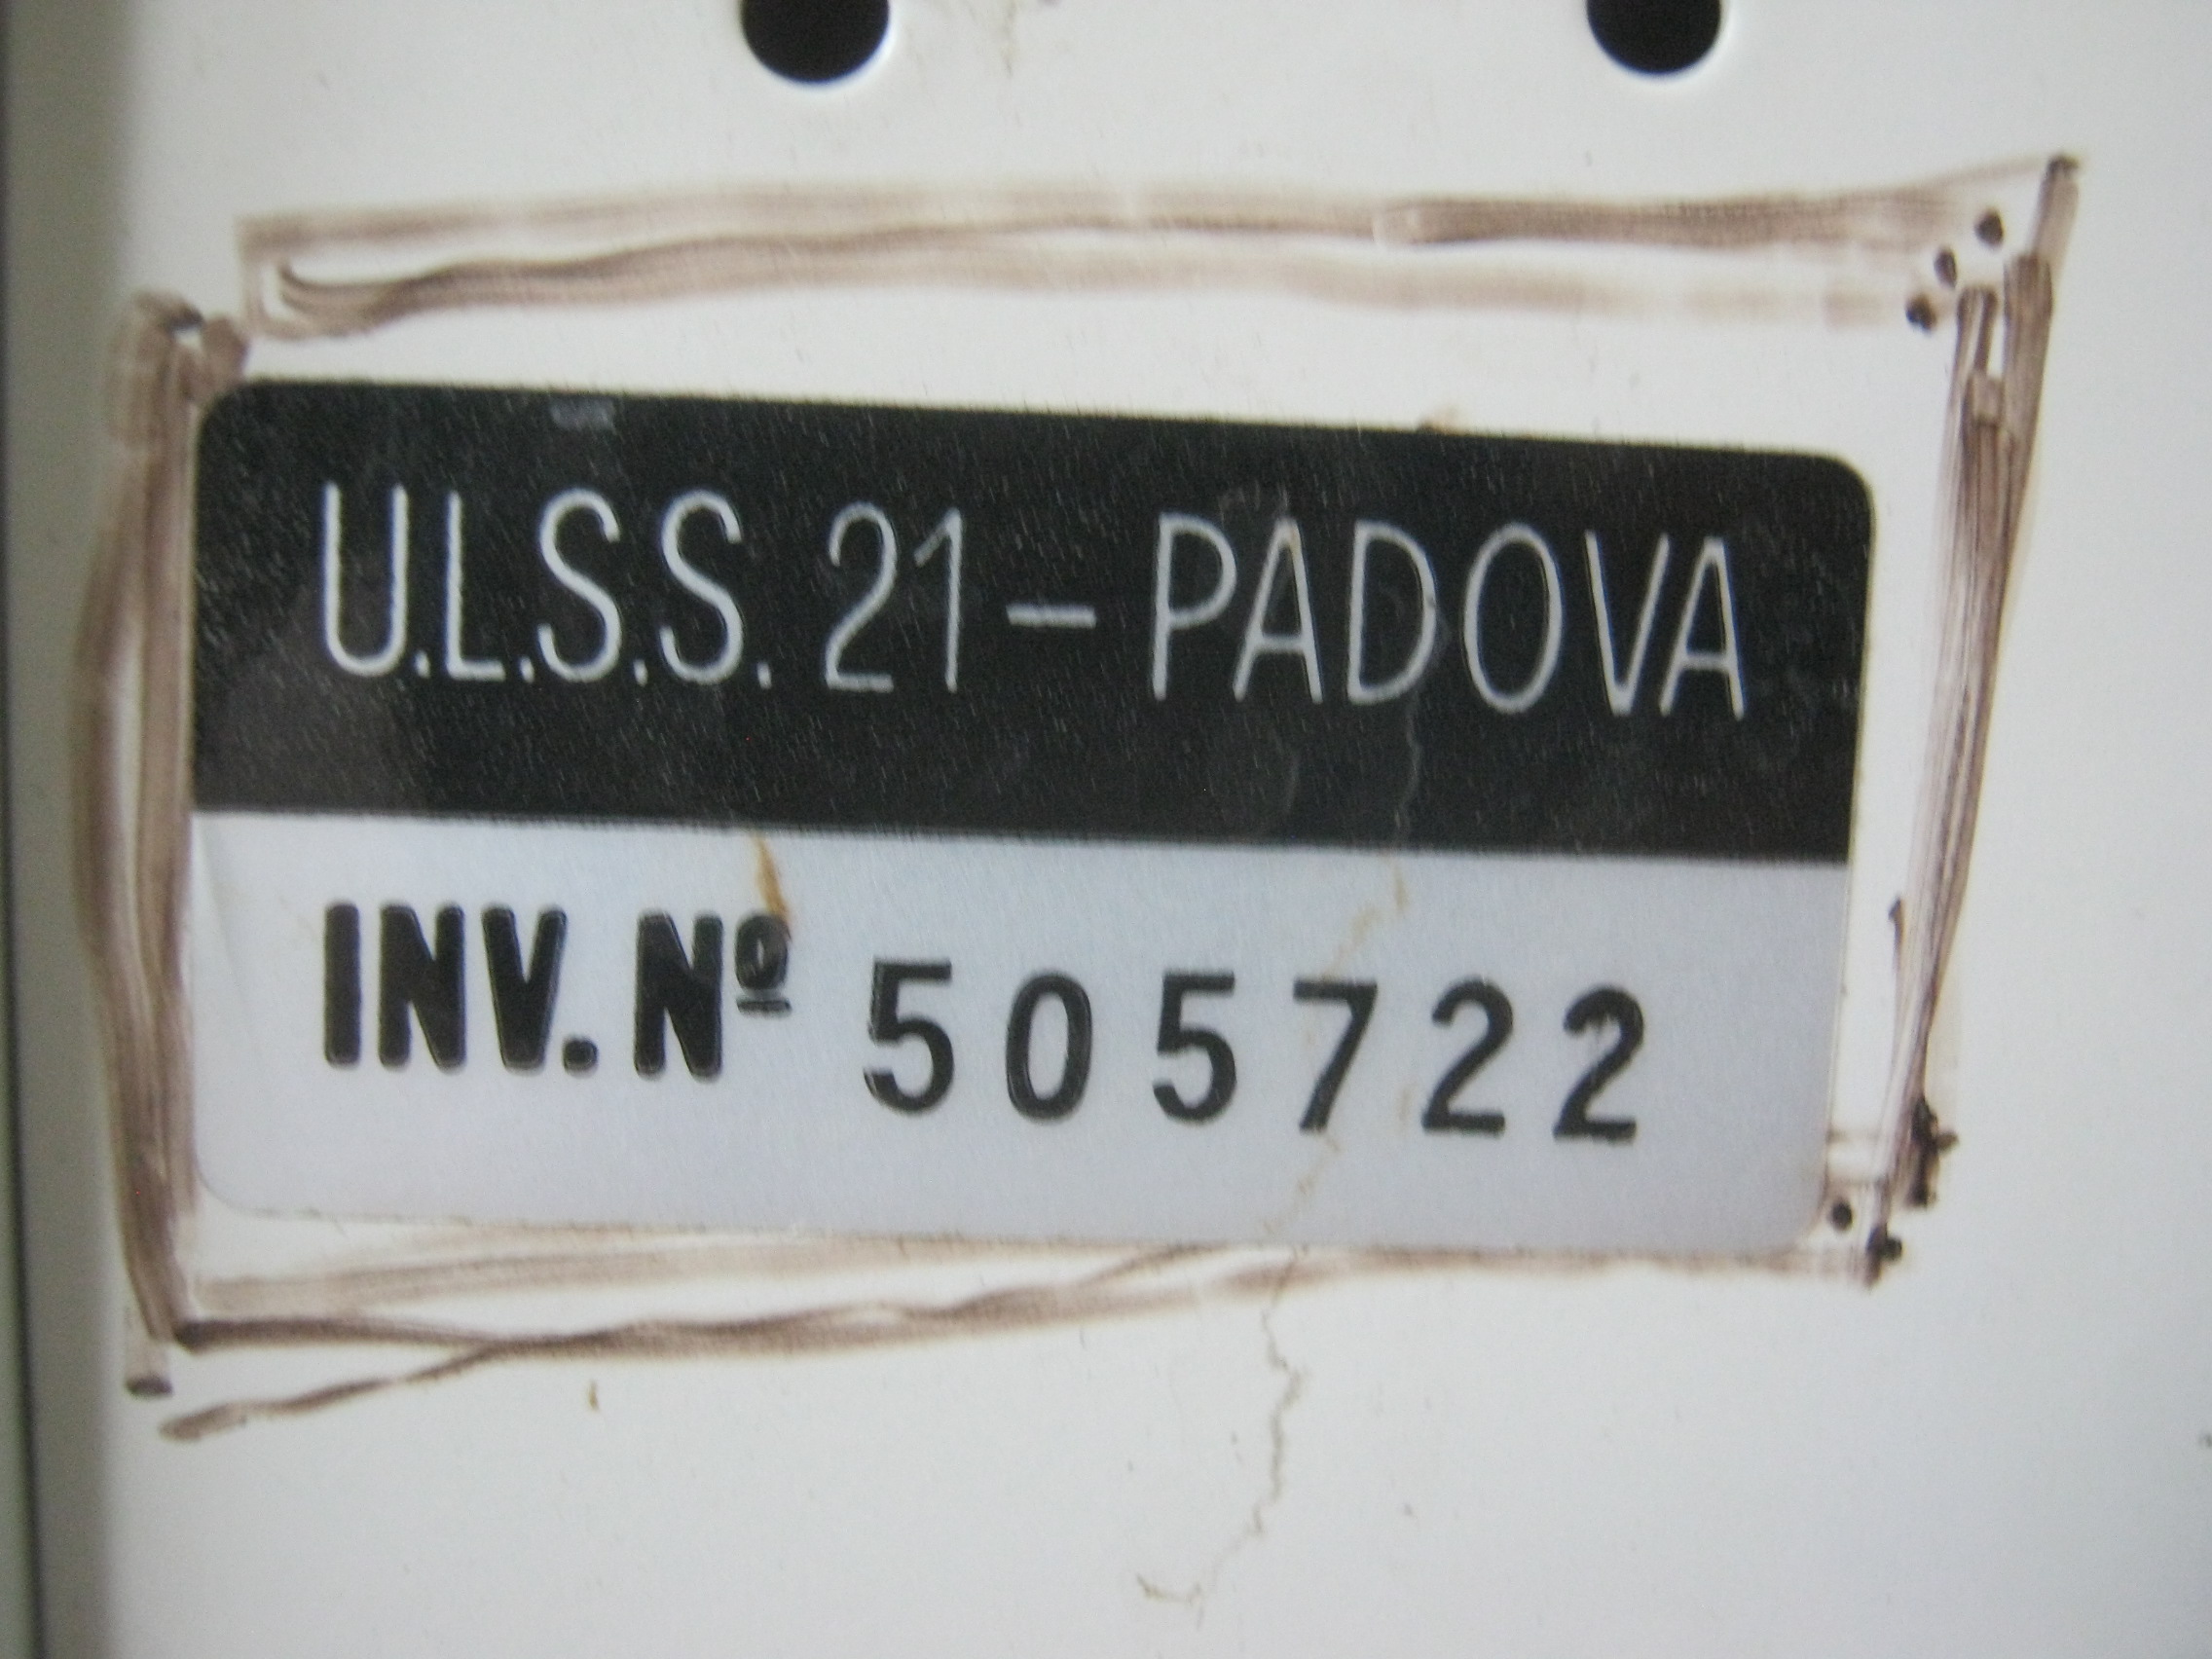 U.L.S.S. 21 – PADOVA
INV. Nº 505722